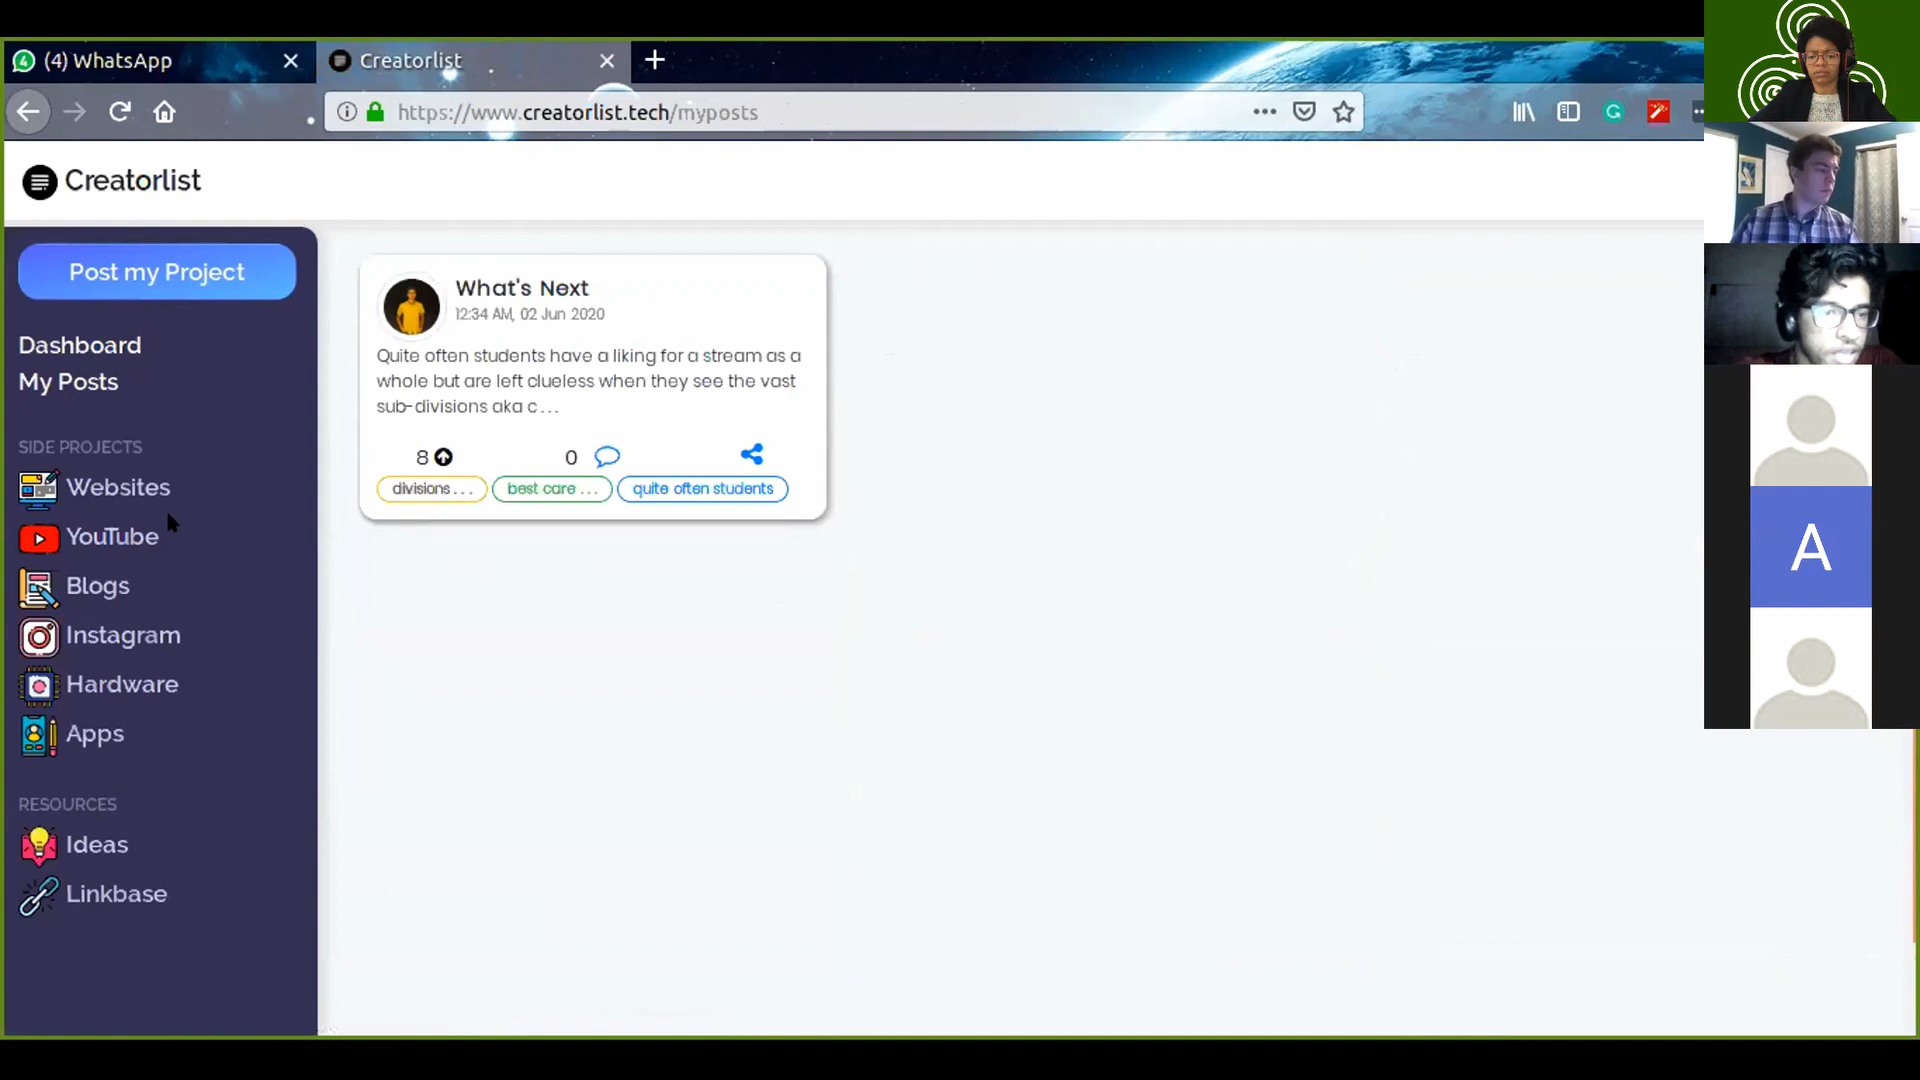 (4) WhatsApp
Creatorlist
https://www.creatorlist.tech/myposts
Creatorlist
Post my Project
Dashboard
My Posts
SIDE PROJECTS
Websites
YouTube
Blogs
Instagram
Hardware
Apps
RESOURCES
Ideas
Linkbase
What's Next
12:34 AM, 02 Jun 2020
Quite often students have a liking for a stream as a
whole but are left clueless when they see the vast
sub-divisions aka c...
8
0
divisions ...
best care ...
quite often students
A